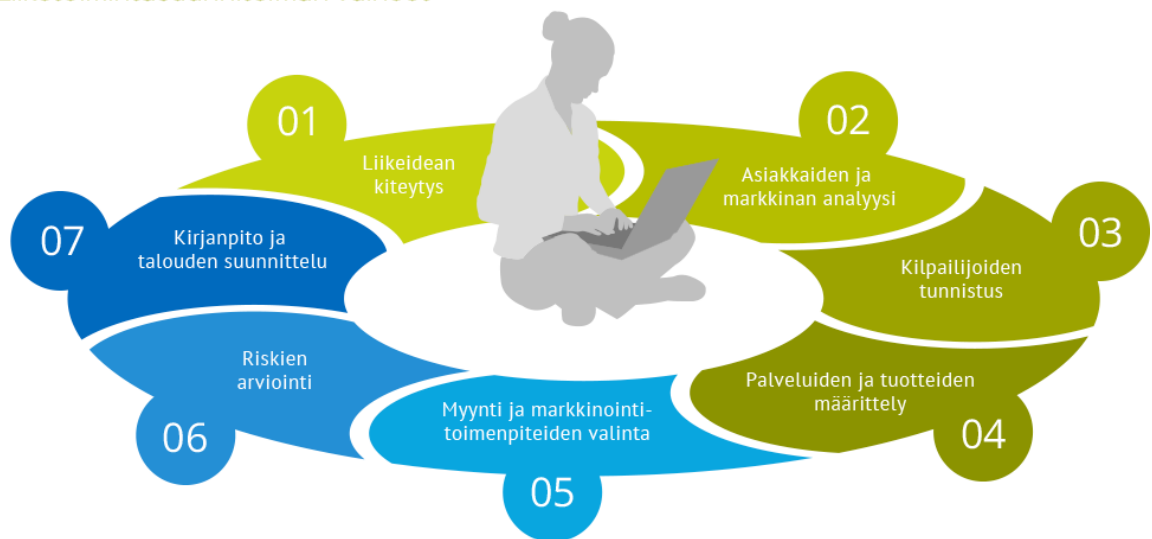 01
Liikeidean
kiteytys
02
Asiakkaiden ja
markkinan analyysi
03
Kilpailijoiden
tunnistus
04
Palveluiden ja tuotteiden
määrittely
05
Myynti ja markkinointi-
toimenpiteiden valinta
06
Riskien
arviointi
07
Kirjanpito ja
talouden suunnittelu